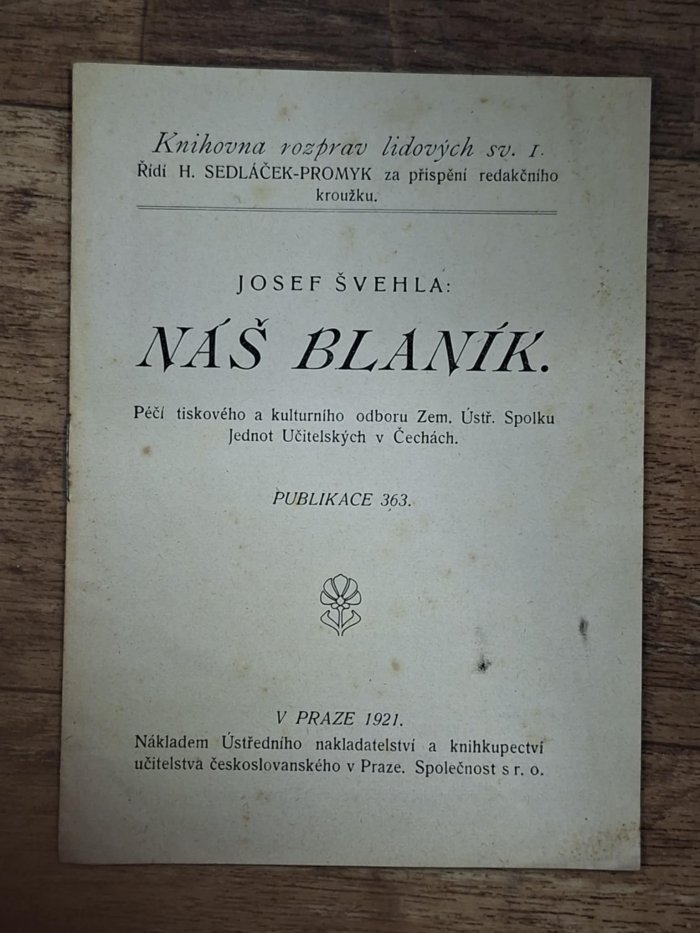 Knihovna rozprav lidových sv. I.
Řídí H. SEDLÁČEK-PROMYK za přispění redakčního
kroužku.
JOSEF ŠVEHLA:
NÁŠ BLANÍK.
Péčí tiskového a kulturního odboru Zem. Ústř. Spolku
Jednot Učitelských v Čechách.
PUBLIKACE 363.
V PRAZE 1921.
Nákladem Ústředního nakladatelství a knihkupectví
učitelstva českoslovanského v Praze. Společnost s r. o.